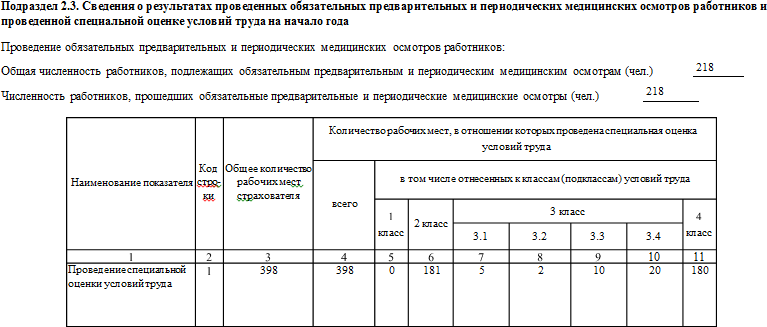 Подраздел 2.3. Сведения о результатах проведенных обязательных предварительных и периодических медицинских осмотров работников и
проведенной специальной оценке условий труда на начало года
Проведение обязательных предварительных и периодических медицинских осмотров работников:
Общая численность работников, подлежащих обязательным предварительным и периодическим медицинским осмотрам (чел.) 218
Численность работников, прошедших обязательные предварительные и периодические медицинские осмотры (чел.) 218
Наименование показателя
Код
стро-
ки
Общее количество
рабочих мест
страхователя
Количество рабочих мест, в отношении которых проведена специальная оценка
условий труда
всего
в том числе отнесенных к классам (подклассам) условий труда
1
класс
2 класс
3 класс
4
класс
3.1 3.2 3.3 3.4
1 2 3 4 5 6 7 8 9 10 11
Проведение специальной 1 398 398 0 181 5 2 10 20 180
оценки условий труда